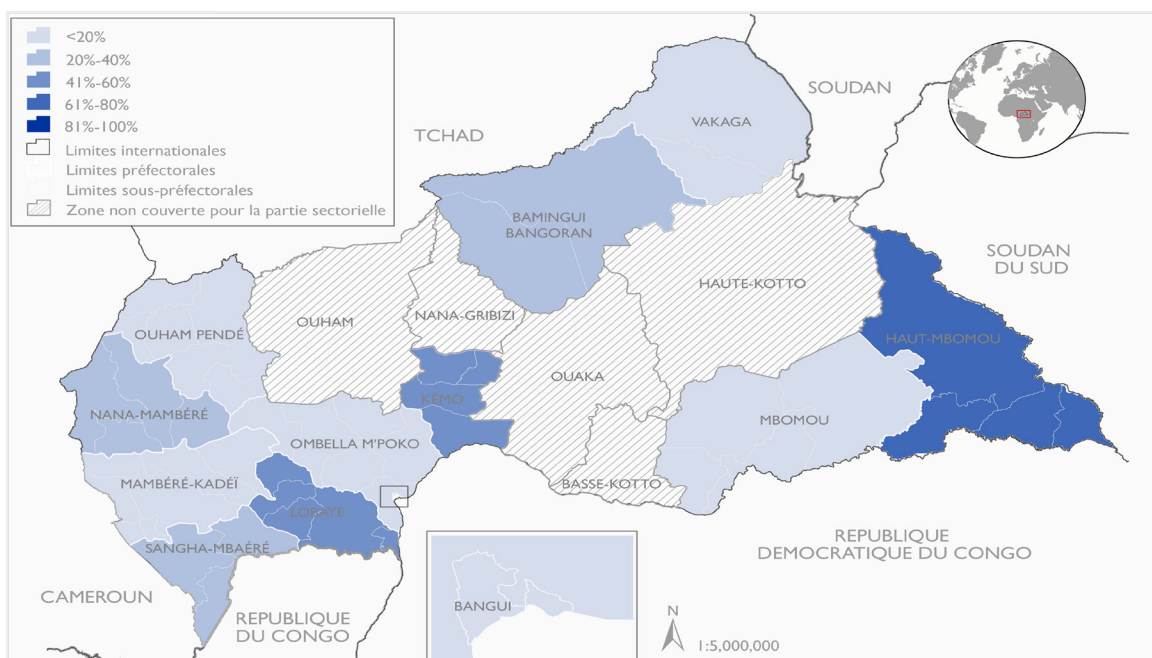 <20%
20%-40%
41%-60%
61%-80%
81%-100%
Limites internationales
Limites préfectorales
Limites sous-préfectorales
Zone non couverte pour la partie sectorielle
SOUDAN
VAKAGA
TCHAD
BAMINGUI
BANGORAN
SOUDAN
DU SUD
HAUTE-KOTTO
NANA-GRIBIZI
OUHAM
OUHAM PENDÉ
HAUT-MBOMOU
OUAKA
KÉMO
NANA-MAMBÉRÉ
MBOMOU
OMBELLA M'POKO
MAMBÉRÉ-KADÉÏ
BASSE-KOTTO
LOBAYE
SANGHA-MBAÉRÉ
REPUBLIQUE
DEMOCRATIQUE DU CONGO
CAMEROUN
BANGUI
REPUBLIQUE
DU CONGO
N
1:5,000,000